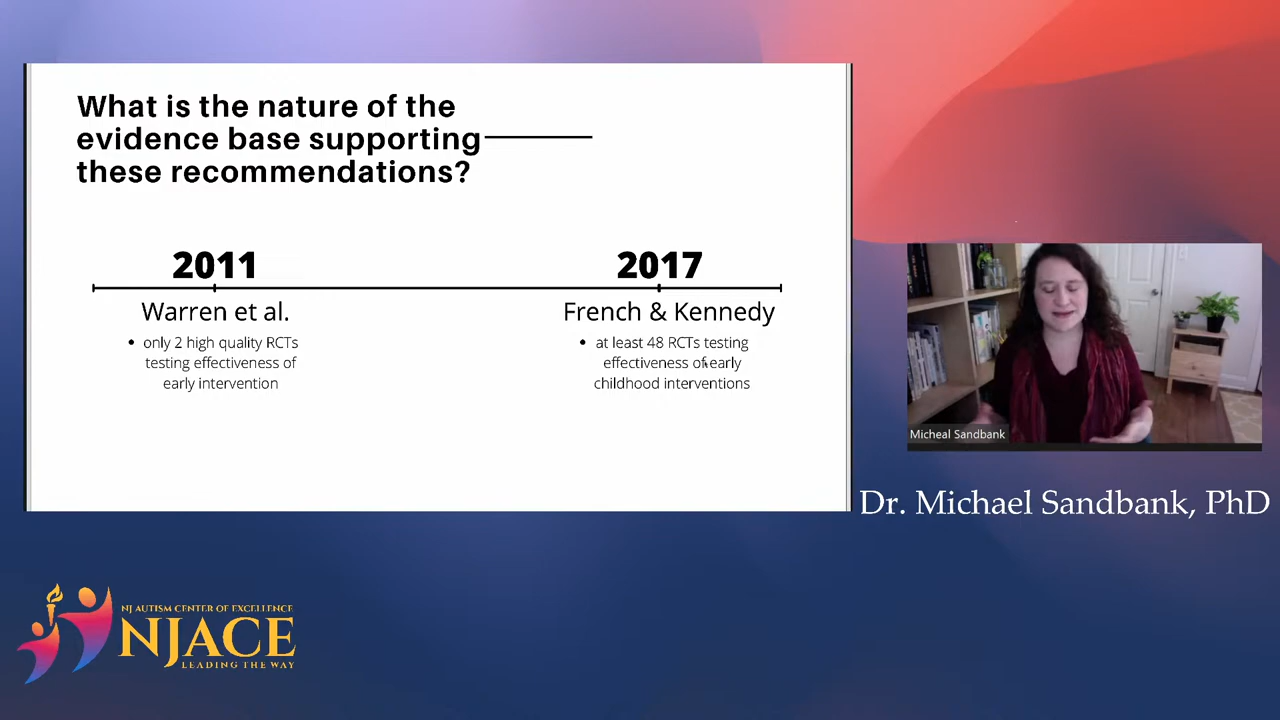 What is the nature of the
evidence base supporting
these recommendations?
2011
Warren et al.
• only 2 high quality RCTs
testing effectiveness of
early intervention
2017
French & Kennedy
• at least 48 RCTs testing
effectiveness of early
childhood interventions
Micheal Sandbank
Dr. Michael Sandbank, PhD
NJ AUTISM CENTER OF EXCELLENCE
NJACE
LEADING THE WAY